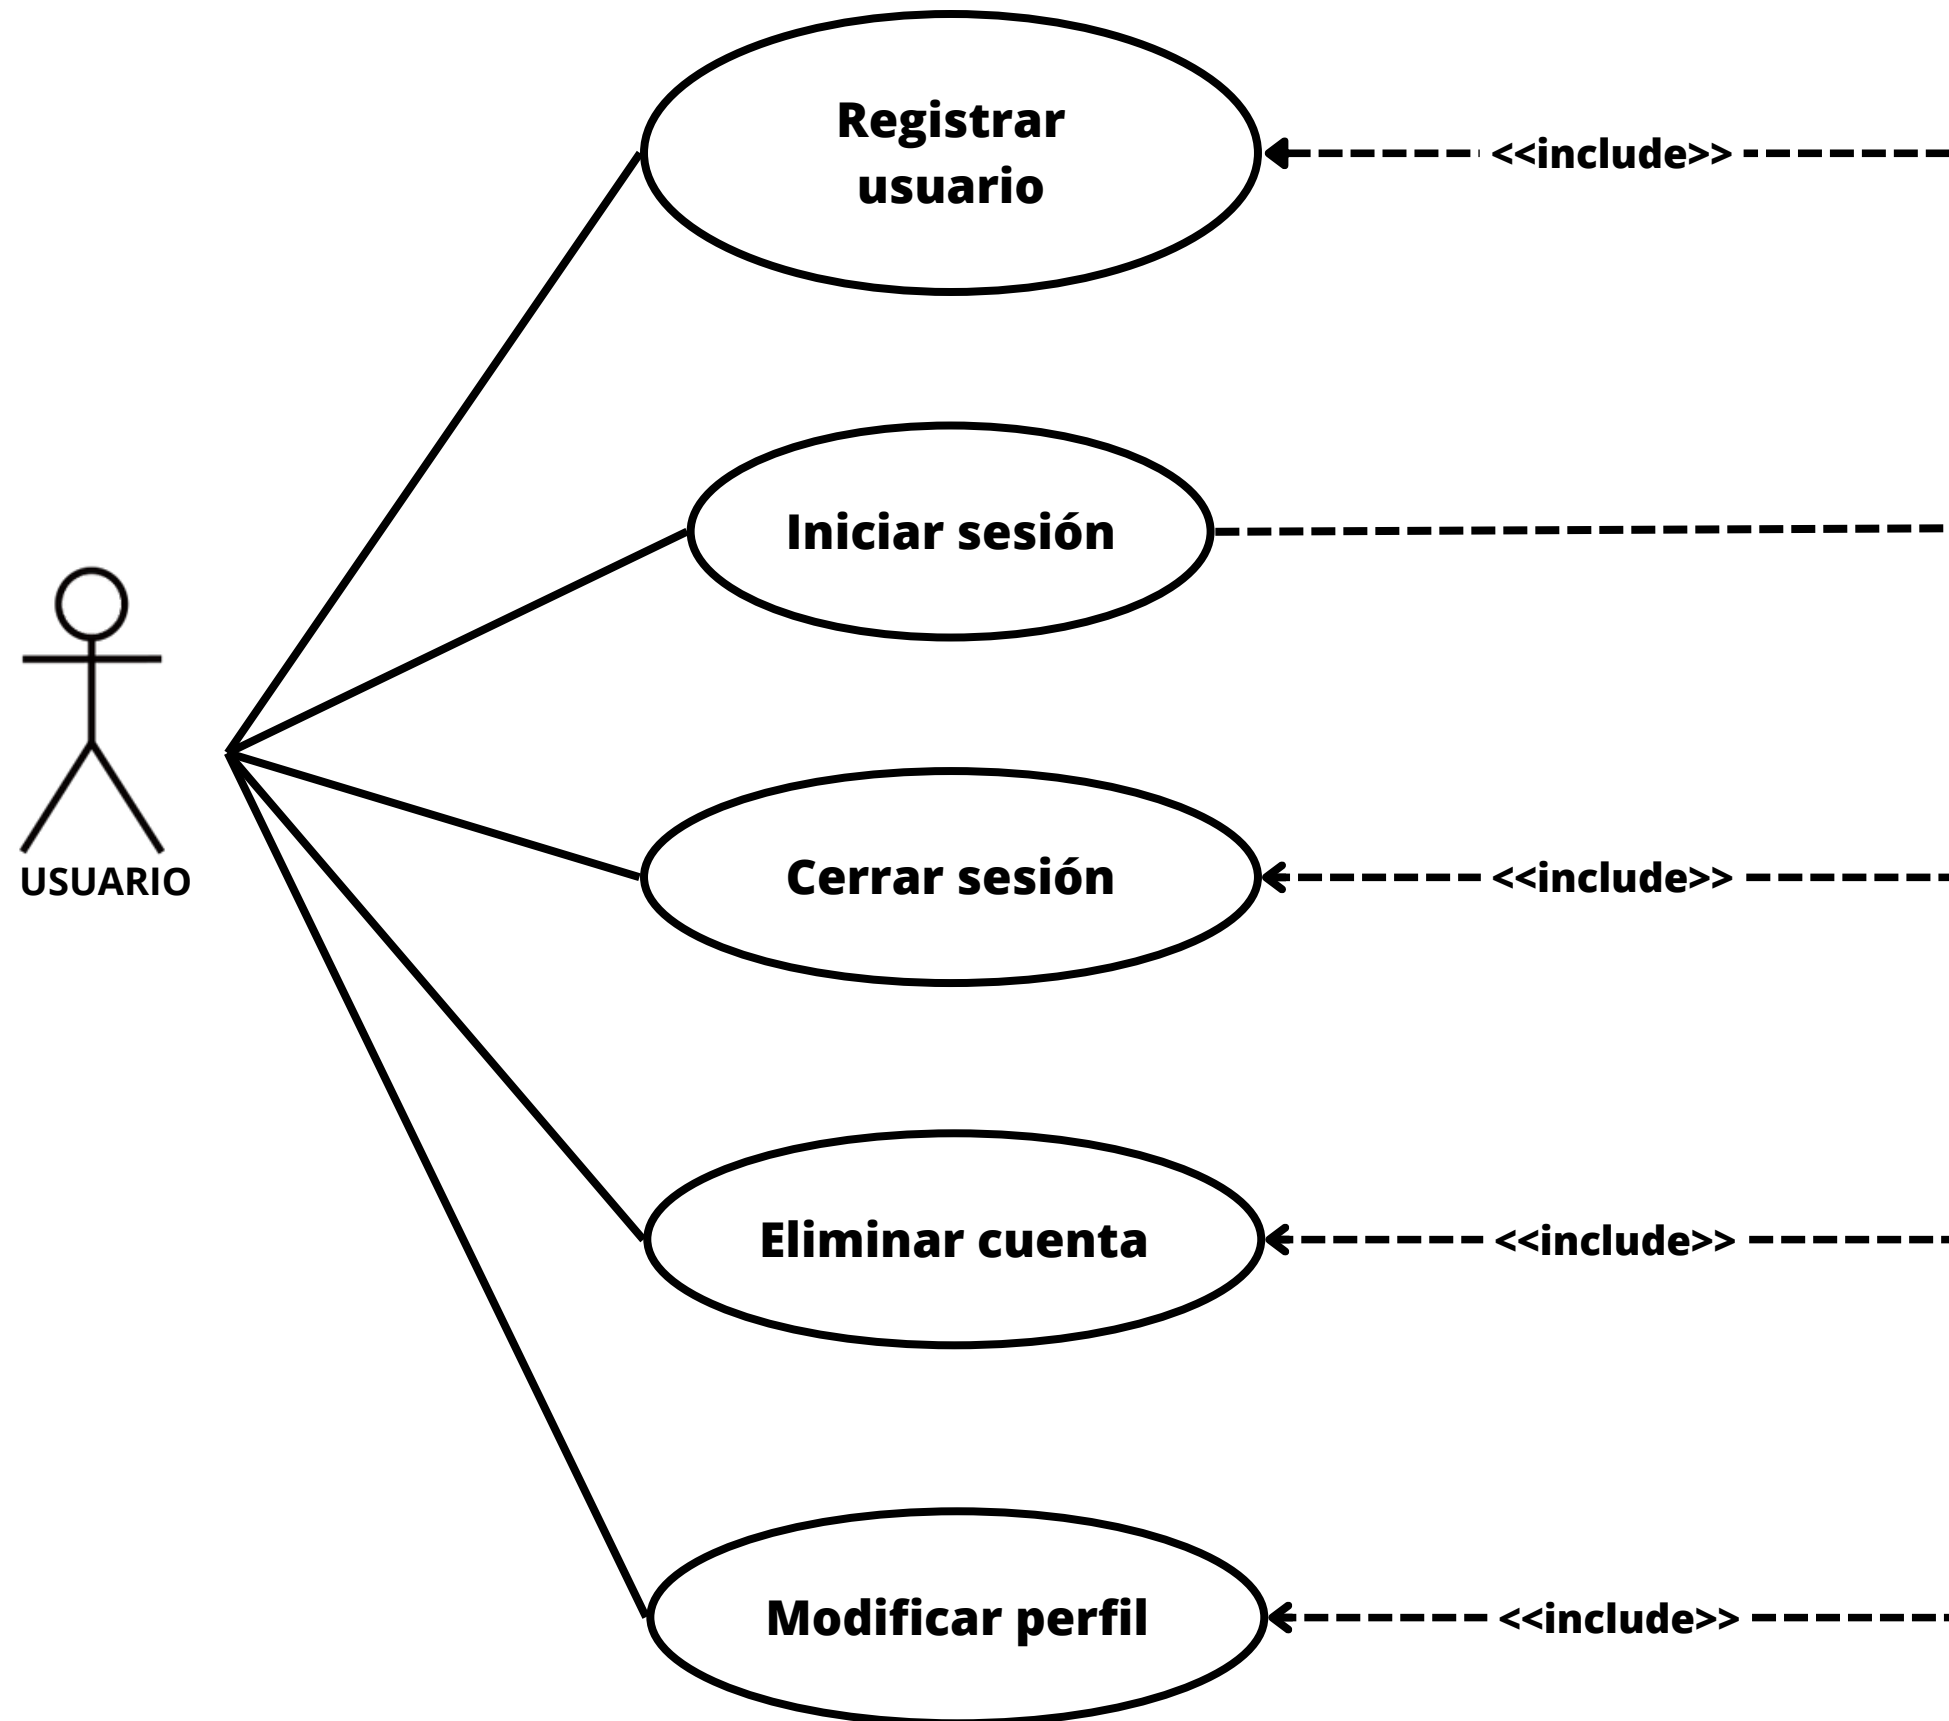 Registrar
usuario
<<include>>
Iniciar sesión
USUARIO
Cerrar sesión
<<include>>
Eliminar cuenta
<<include>>
Modificar perfil
<<include>>